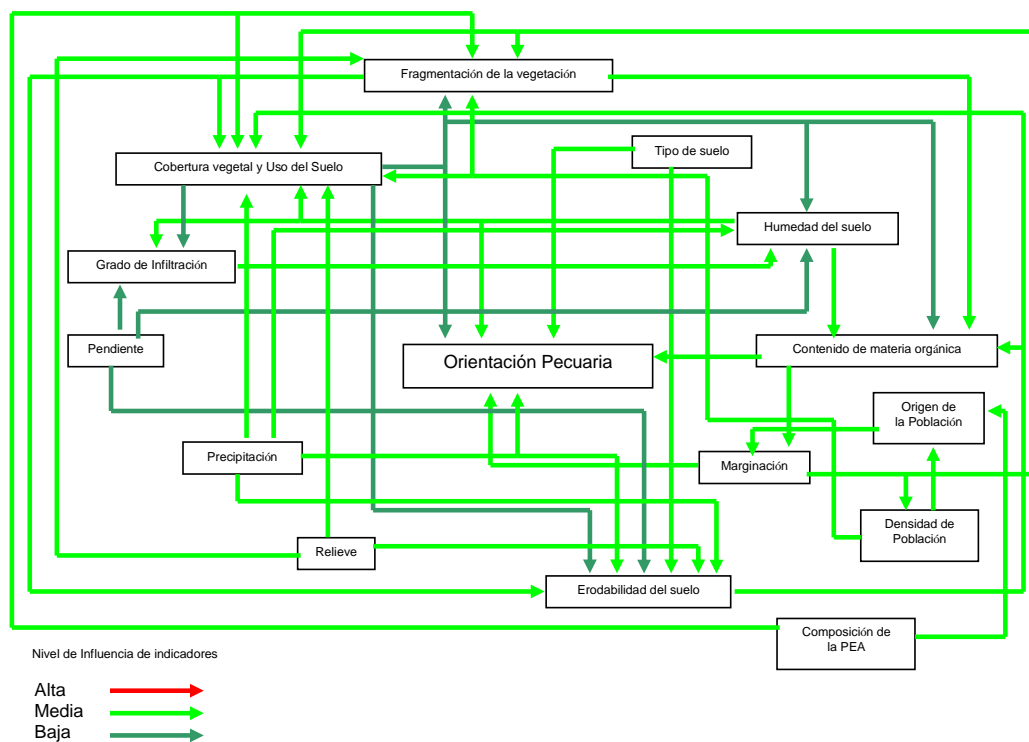 Fragmentación de la vegetación
Tipo de suelo
Cobertura vegetal y Uso del Suelo
Humedad del suelo
Grado de Infiltración
Pendiente
Orientación Pecuaria
Contenido de materia orgánica
Origen de
la Población
Precipitación
Marginación
Densidad de
Población
Relieve
Erodabilidad del suelo
Composición de
la PEA
Nivel de Influencia de indicadores
Alta
Media
Baja